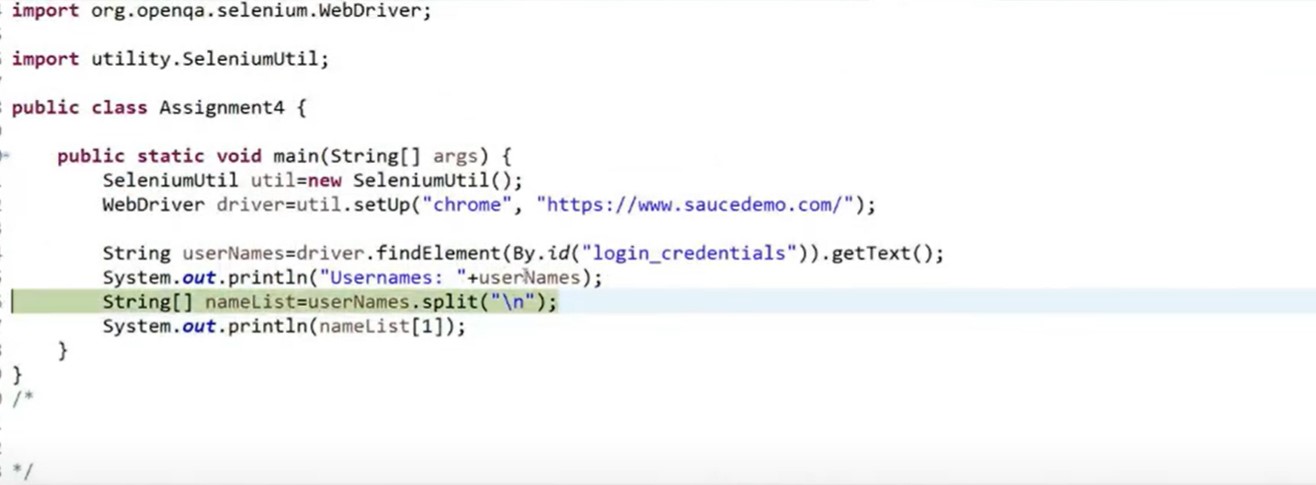 import org.openqa.selenium.WebDriver;
import utility.SeleniumUtil;
public class Assignment4 {
public static void main(String[] args) {
SeleniumUtil util=new SeleniumUtil();
WebDriver driver=util.setUp("chrome", "https://www.saucedemo.com/");
String userNames=driver.findElement(By.id("login_credentials")).getText();
System.out.println("Usernames: "+userNames);
String[] nameList=userNames.split("\n");
System.out.println(nameList[1]);
}
}
/*
*/